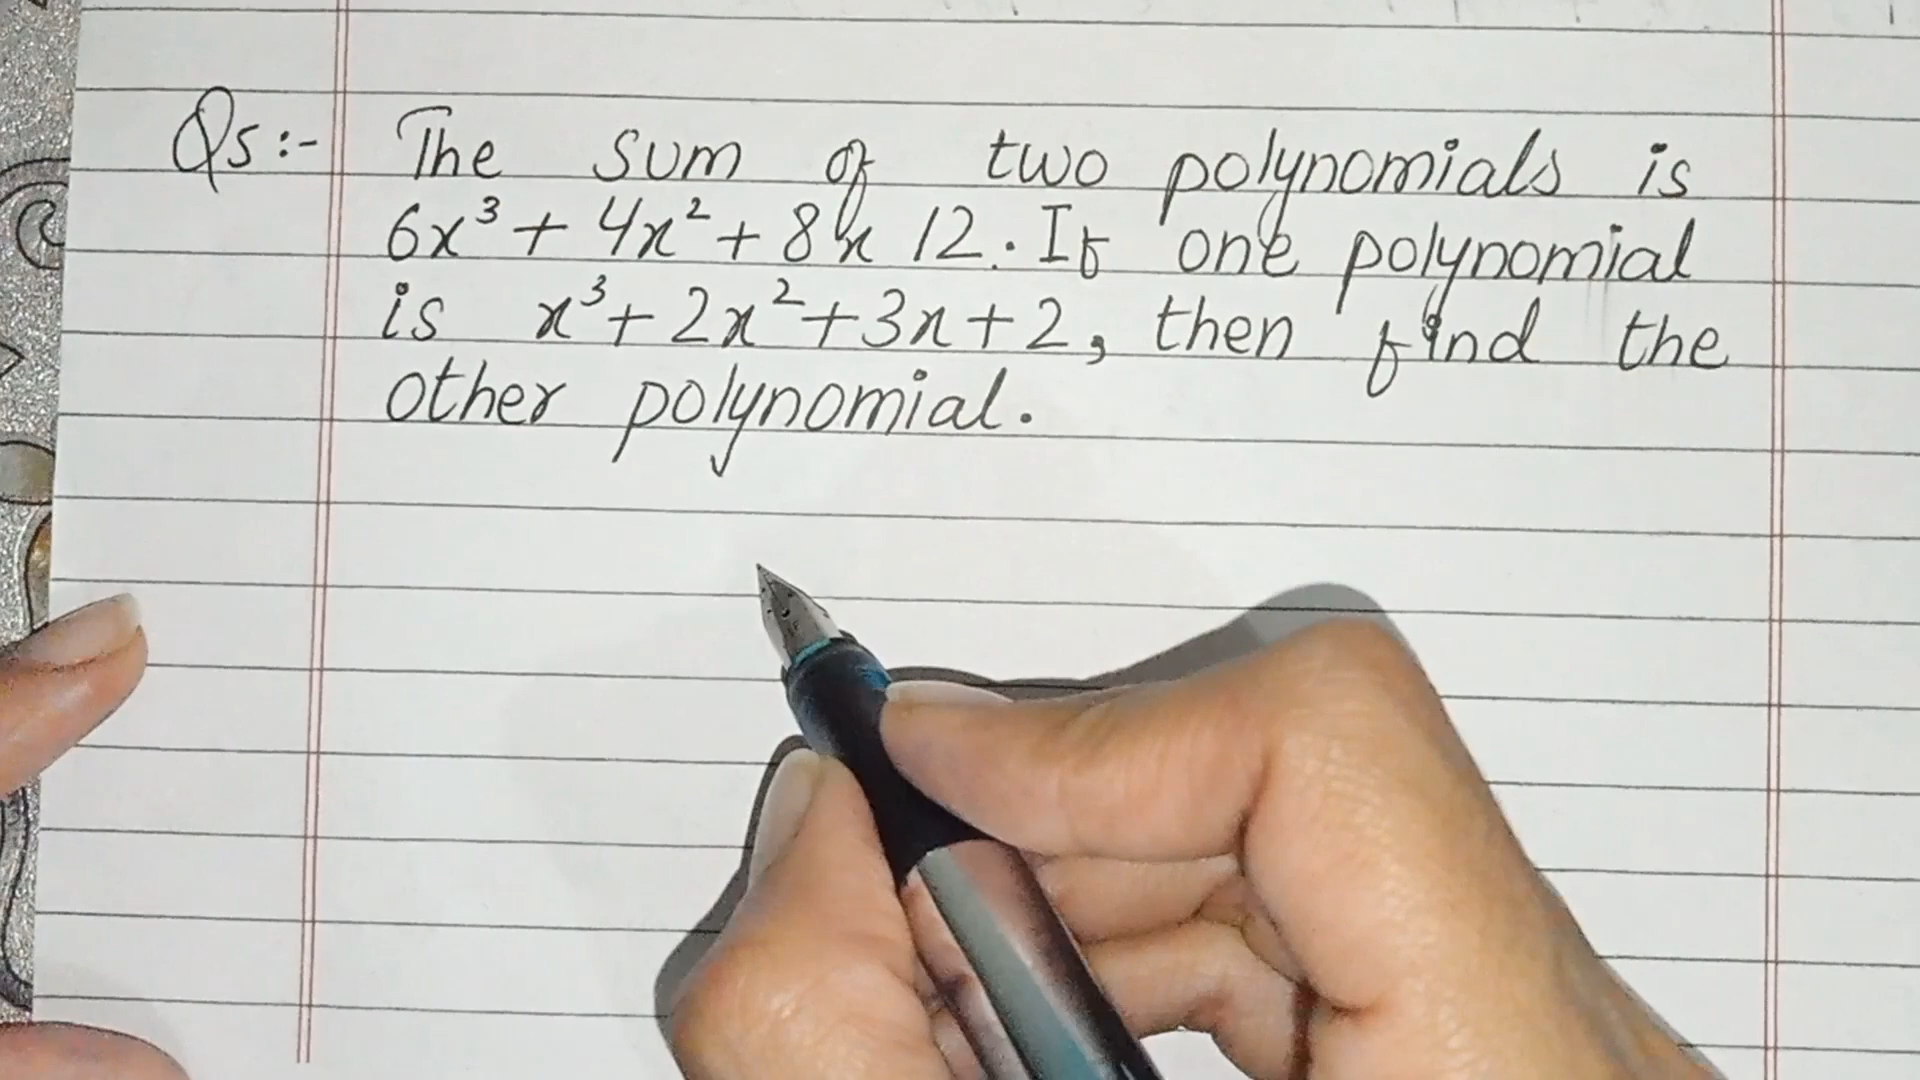 Q5:- The sum of two polynomials is
6x³ + 4x² + 8x 12. If one polynomial
is x³ + 2x² + 3x + 2, then find the
other polynomial.